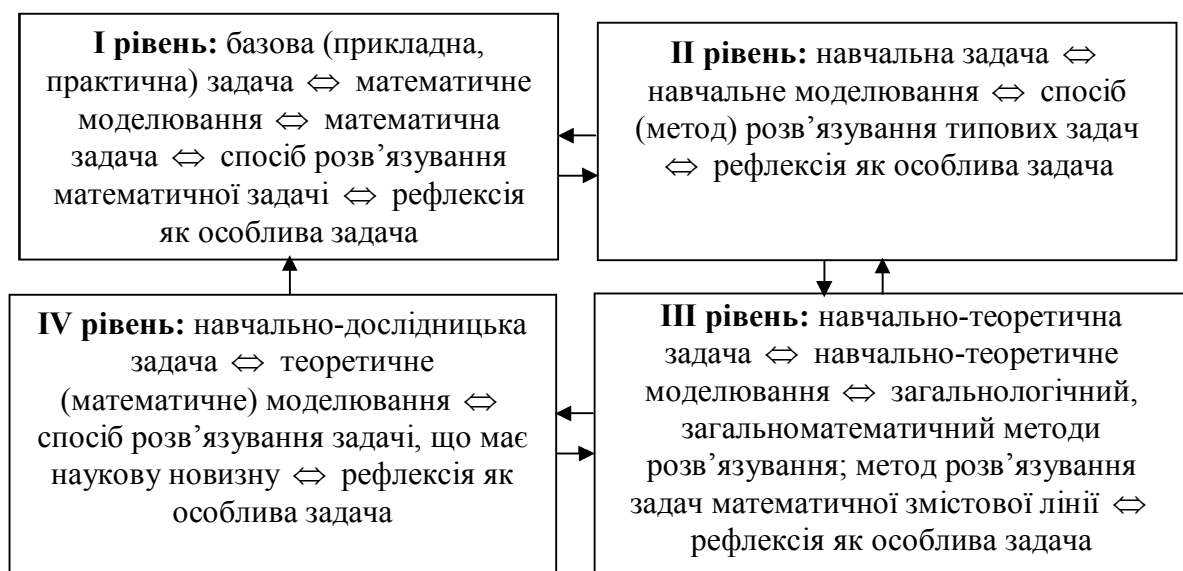 I рівень: базова (прикладна,
практична) задача ⇔ математичне
моделювання ⇔ математична
задача ⇔ спосіб розв’язування
математичної задачі ⇔ рефлексія
як особлива задача
II рівень: навчальна задача ⇔
навчальне моделювання ⇔ спосіб
(метод) розв’язування типових задач
⇔ рефлексія як особлива задача
IV рівень: навчально-дослідницька
задача ⇔ теоретичне
(математичне) моделювання ⇔
спосіб розв’язування задачі, що має
наукову новизну ⇔ рефлексія як
особлива задача
III рівень: навчально-теоретична
задача ⇔ навчально-теоретичне
моделювання ⇔ загальнологічний,
загальноматематичний методи
розв’язування; метод розв’язування
задач математичної змістової лінії ⇔
рефлексія як особлива задача